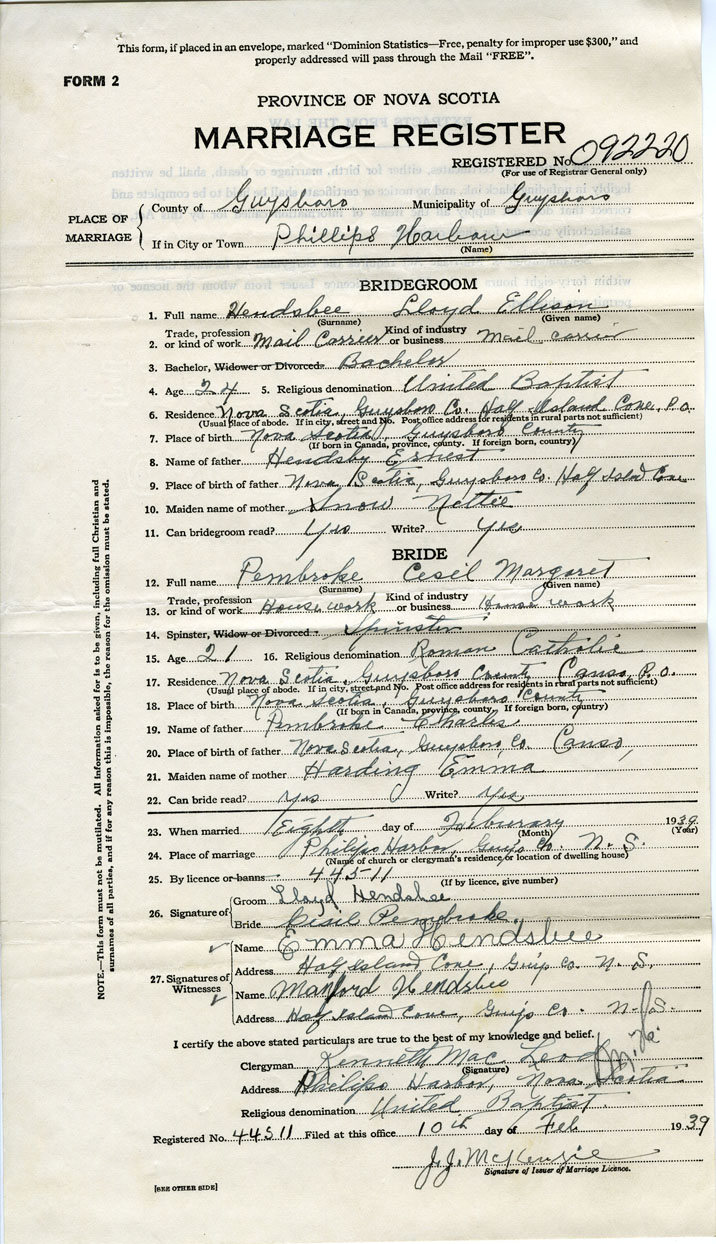 This form, if placed in an envelope, marked "Dominion Statistics—Free, penalty for improper use $300," and
properly addressed will pass through the Mail "FREE".
FORM 2
PROVINCE OF NOVA SCOTIA
MARRIAGE REGISTER
REGISTERED No. 092220
(For use of Registrar General only)
PLACE OF MARRIAGE
County of Guysboro Municipality of Guysboro
If in City or Town Phillips Harbour
(Name)
BRIDEGROOM
1. Full name Hendsbee Lloyd Ellison
(Surname) (Given name)
2. Trade, profession or kind of work Mail Carrier Kind of industry or business Mail carri
3. Bachelor, Widower or Divorced Bachelor
4. Age 24 5. Religious denomination United Baptist
6. Residence Nova Scotia, Guysboro Co. Half Island Cove, P.O.
(Usual place of abode. If in city, street and No. Post office address for residents in rural parts not sufficient)
7. Place of birth Nova Scotia, Guysboro County
(If born in Canada, province, county. If foreign born, country)
8. Name of father Hendsby Ernest
9. Place of birth of father Nova Scotia, Guysboro Co. Half Island Cove
10. Maiden name of mother Snow Nettie
11. Can bridegroom read? Yes Write? Yes
BRIDE
12. Full name Pembroke Cesil Margaret
(Surname) (Given name)
13. Trade, profession or kind of work Housework Kind of industry or business House work
14. Spinster, Widow or Divorced Spinster
15. Age 21 16. Religious denomination Roman Catholic
17. Residence Nova Scotia, Guysboro County Canso, P.O.
(Usual place of abode. If in city, street and No. Post office address for residents in rural parts not sufficient)
18. Place of birth Nova Scotia, Guysboro County
(If born in Canada, province, county, If foreign born, country)
19. Name of father Pembroke Charles
20. Place of birth of father Nova Scotia, Guysboro Co. Canso,
21. Maiden name of mother Harding Emma
22. Can bride read? Yes Write? Yes
23. When married Eighth day of Feburary 1939
(Month) (Year)
24. Place of marriage Philips Harbor, Guys Co. N. S.
(Name of church or clergyman's residence or location of dwelling house)
25. By licence or banns 44511 (If by licence, give number)
26. Signature of
Groom Lloyd Hendsbee
Bride Cisil Pembroke.
27. Signatures of Witnesses
Name Emma Hendsbee
Address Half Island Cove, Guys Co. N. S.
Name Manford Hendsbee
Address Half Island Cove, Guys Co. N. S.
I certify the above stated particulars are true to the best of my knowledge and belief.
Clergyman Kenneth Mac Leod
(Signature)
Address Philips Harbor, Nova Scotia
Religious denomination United Baptist
Registered No. 44511 Filed at this office 10th day of Feb 1939
J. J. McKenzie
Signature of Issuer of Marriage Licence.
[SEE OTHER SIDE]
NOTE.—This form must not be mutilated. All information asked for is to be given, including full Christian and
surnames of all parties, and if for any reason this is impossible, the reason for the omission must be stated.